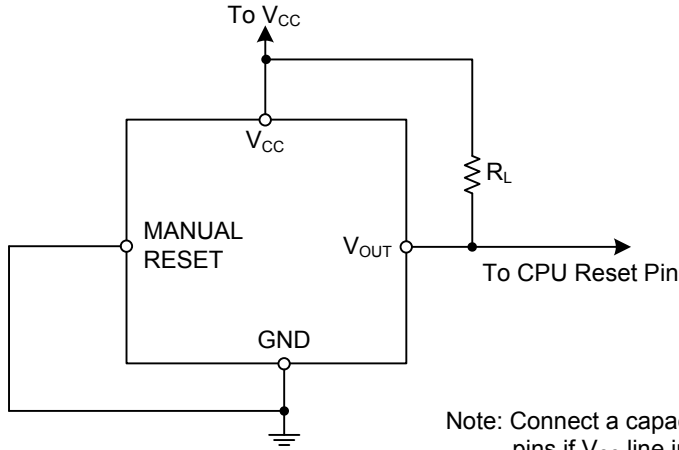 To VCC
VCC
RL
MANUAL
RESET
VOUT
To CPU Reset Pin
GND
Note: Connect a capac
pins if VCC line i